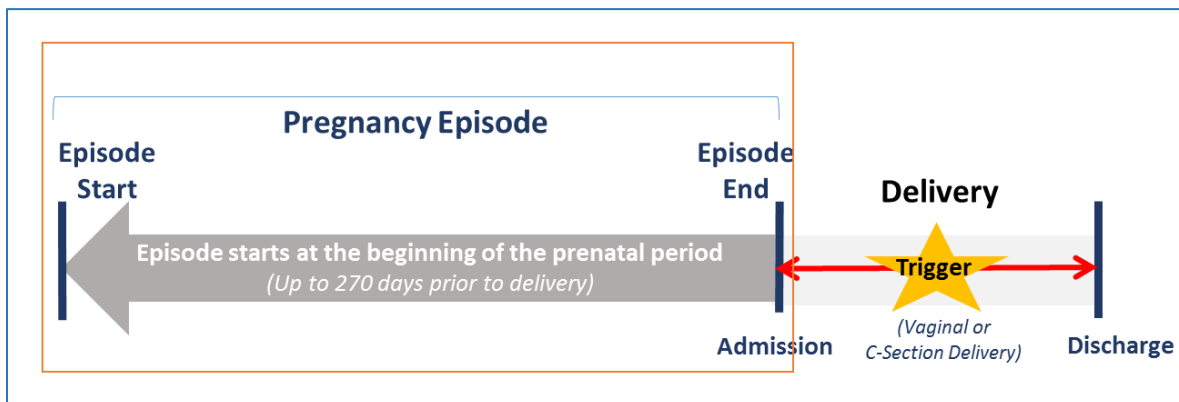 Pregnancy Episode
Episode
Start
Episode
End
Delivery
Episode starts at the beginning of the prenatal period
(Up to 270 days prior to delivery)
Trigger
Admission
(Vaginal or
C-Section Delivery)
Discharge